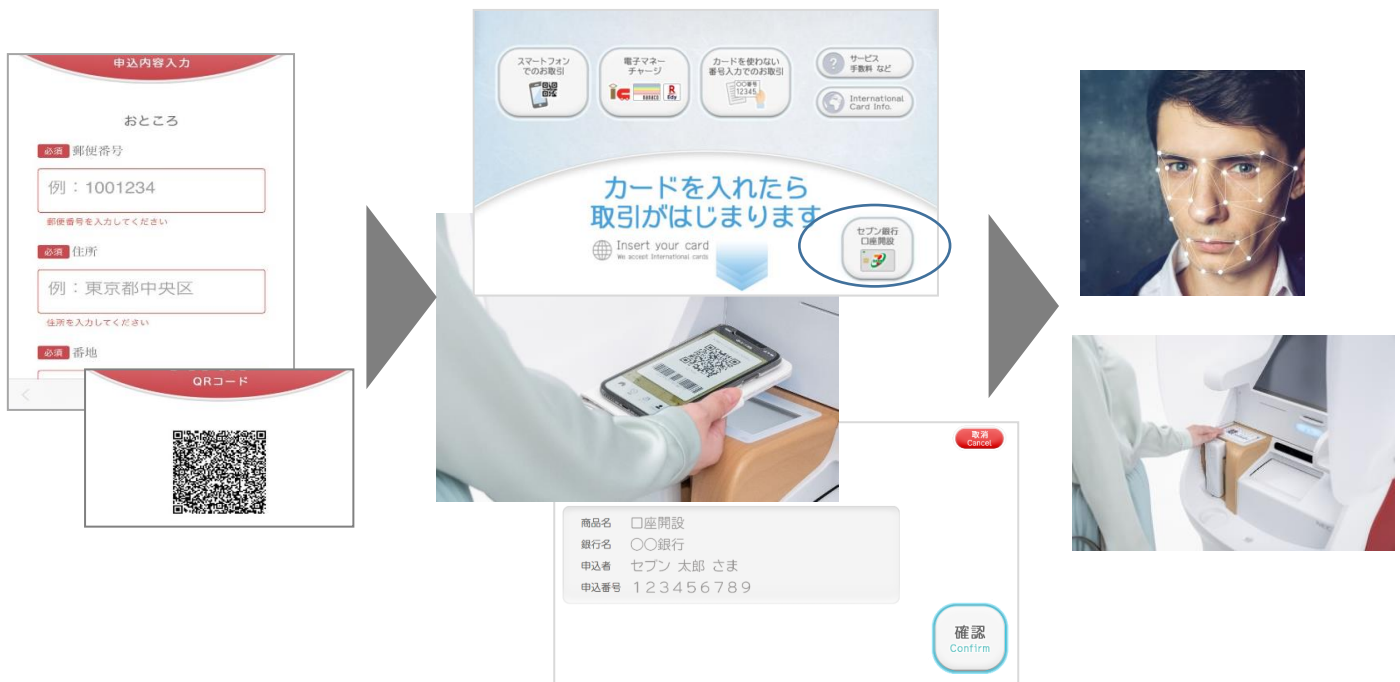 申込内容入力
おところ
必須 郵便番号
例：1001234
郵便番号を入力してください
必須 住所
例：東京都中央区
住所を入力してください
必須 番地
QRコード
スマートフォン
でのお取引
電子マネー
チャージ
nanaco
R
Edy
カードを使わない
番号入力でのお取引
〇〇番号
12345
サービス
手数料 など
International
Card Info.
カードを入れたら
取引がはじまります
Insert your card
We accept International cards
セブン銀行
口座開設
取消
Cancel
商品名 口座開設
銀行名 〇〇銀行
申込者 セブン 太郎 さま
申込番号 １２３４５６７８９
確認
Confirm